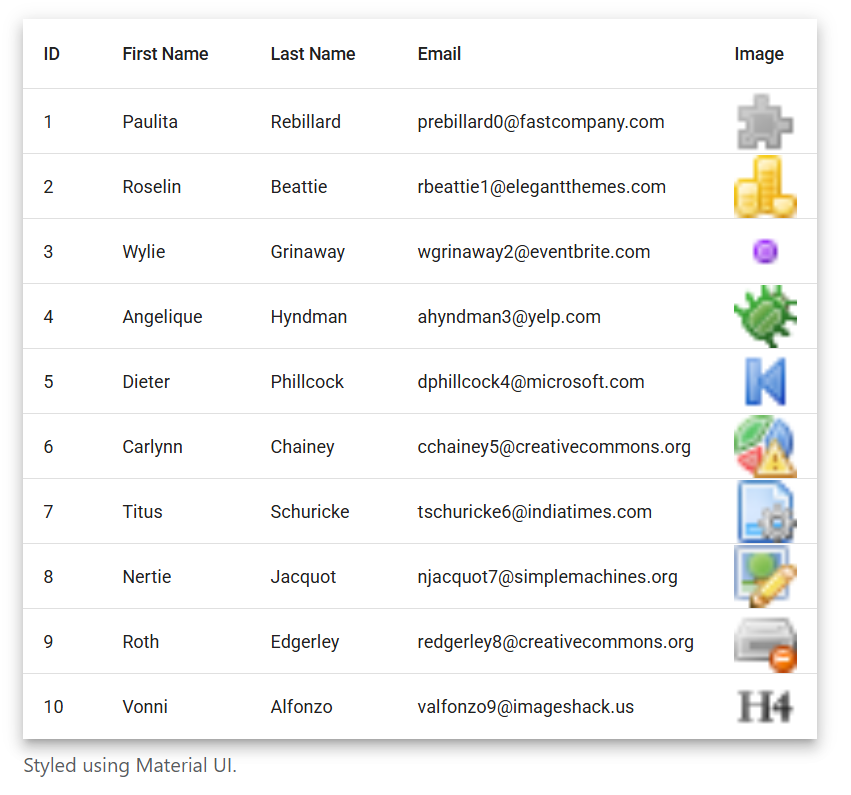 ID First Name Last Name Email Image
1 Paulita Rebillard prebillard0@fastcompany.com
2 Roselin Beattie rbeattie1@elegantthemes.com
3 Wylie Grinaway wgrinaway2@eventbrite.com
4 Angelique Hyndman ahyndman3@yelp.com
5 Dieter Phillcock dphillcock4@microsoft.com
6 Carlynn Chainey cchainey5@creativecommons.org
7 Titus Schuricke tschuricke6@indiatimes.com
8 Nertie Jacquot njacquot7@simplemachines.org
9 Roth Edgerley redgerley8@creativecommons.org
10 Vonni Alfonzo valfonzo9@imageshack.us H4
Styled using Material UI.